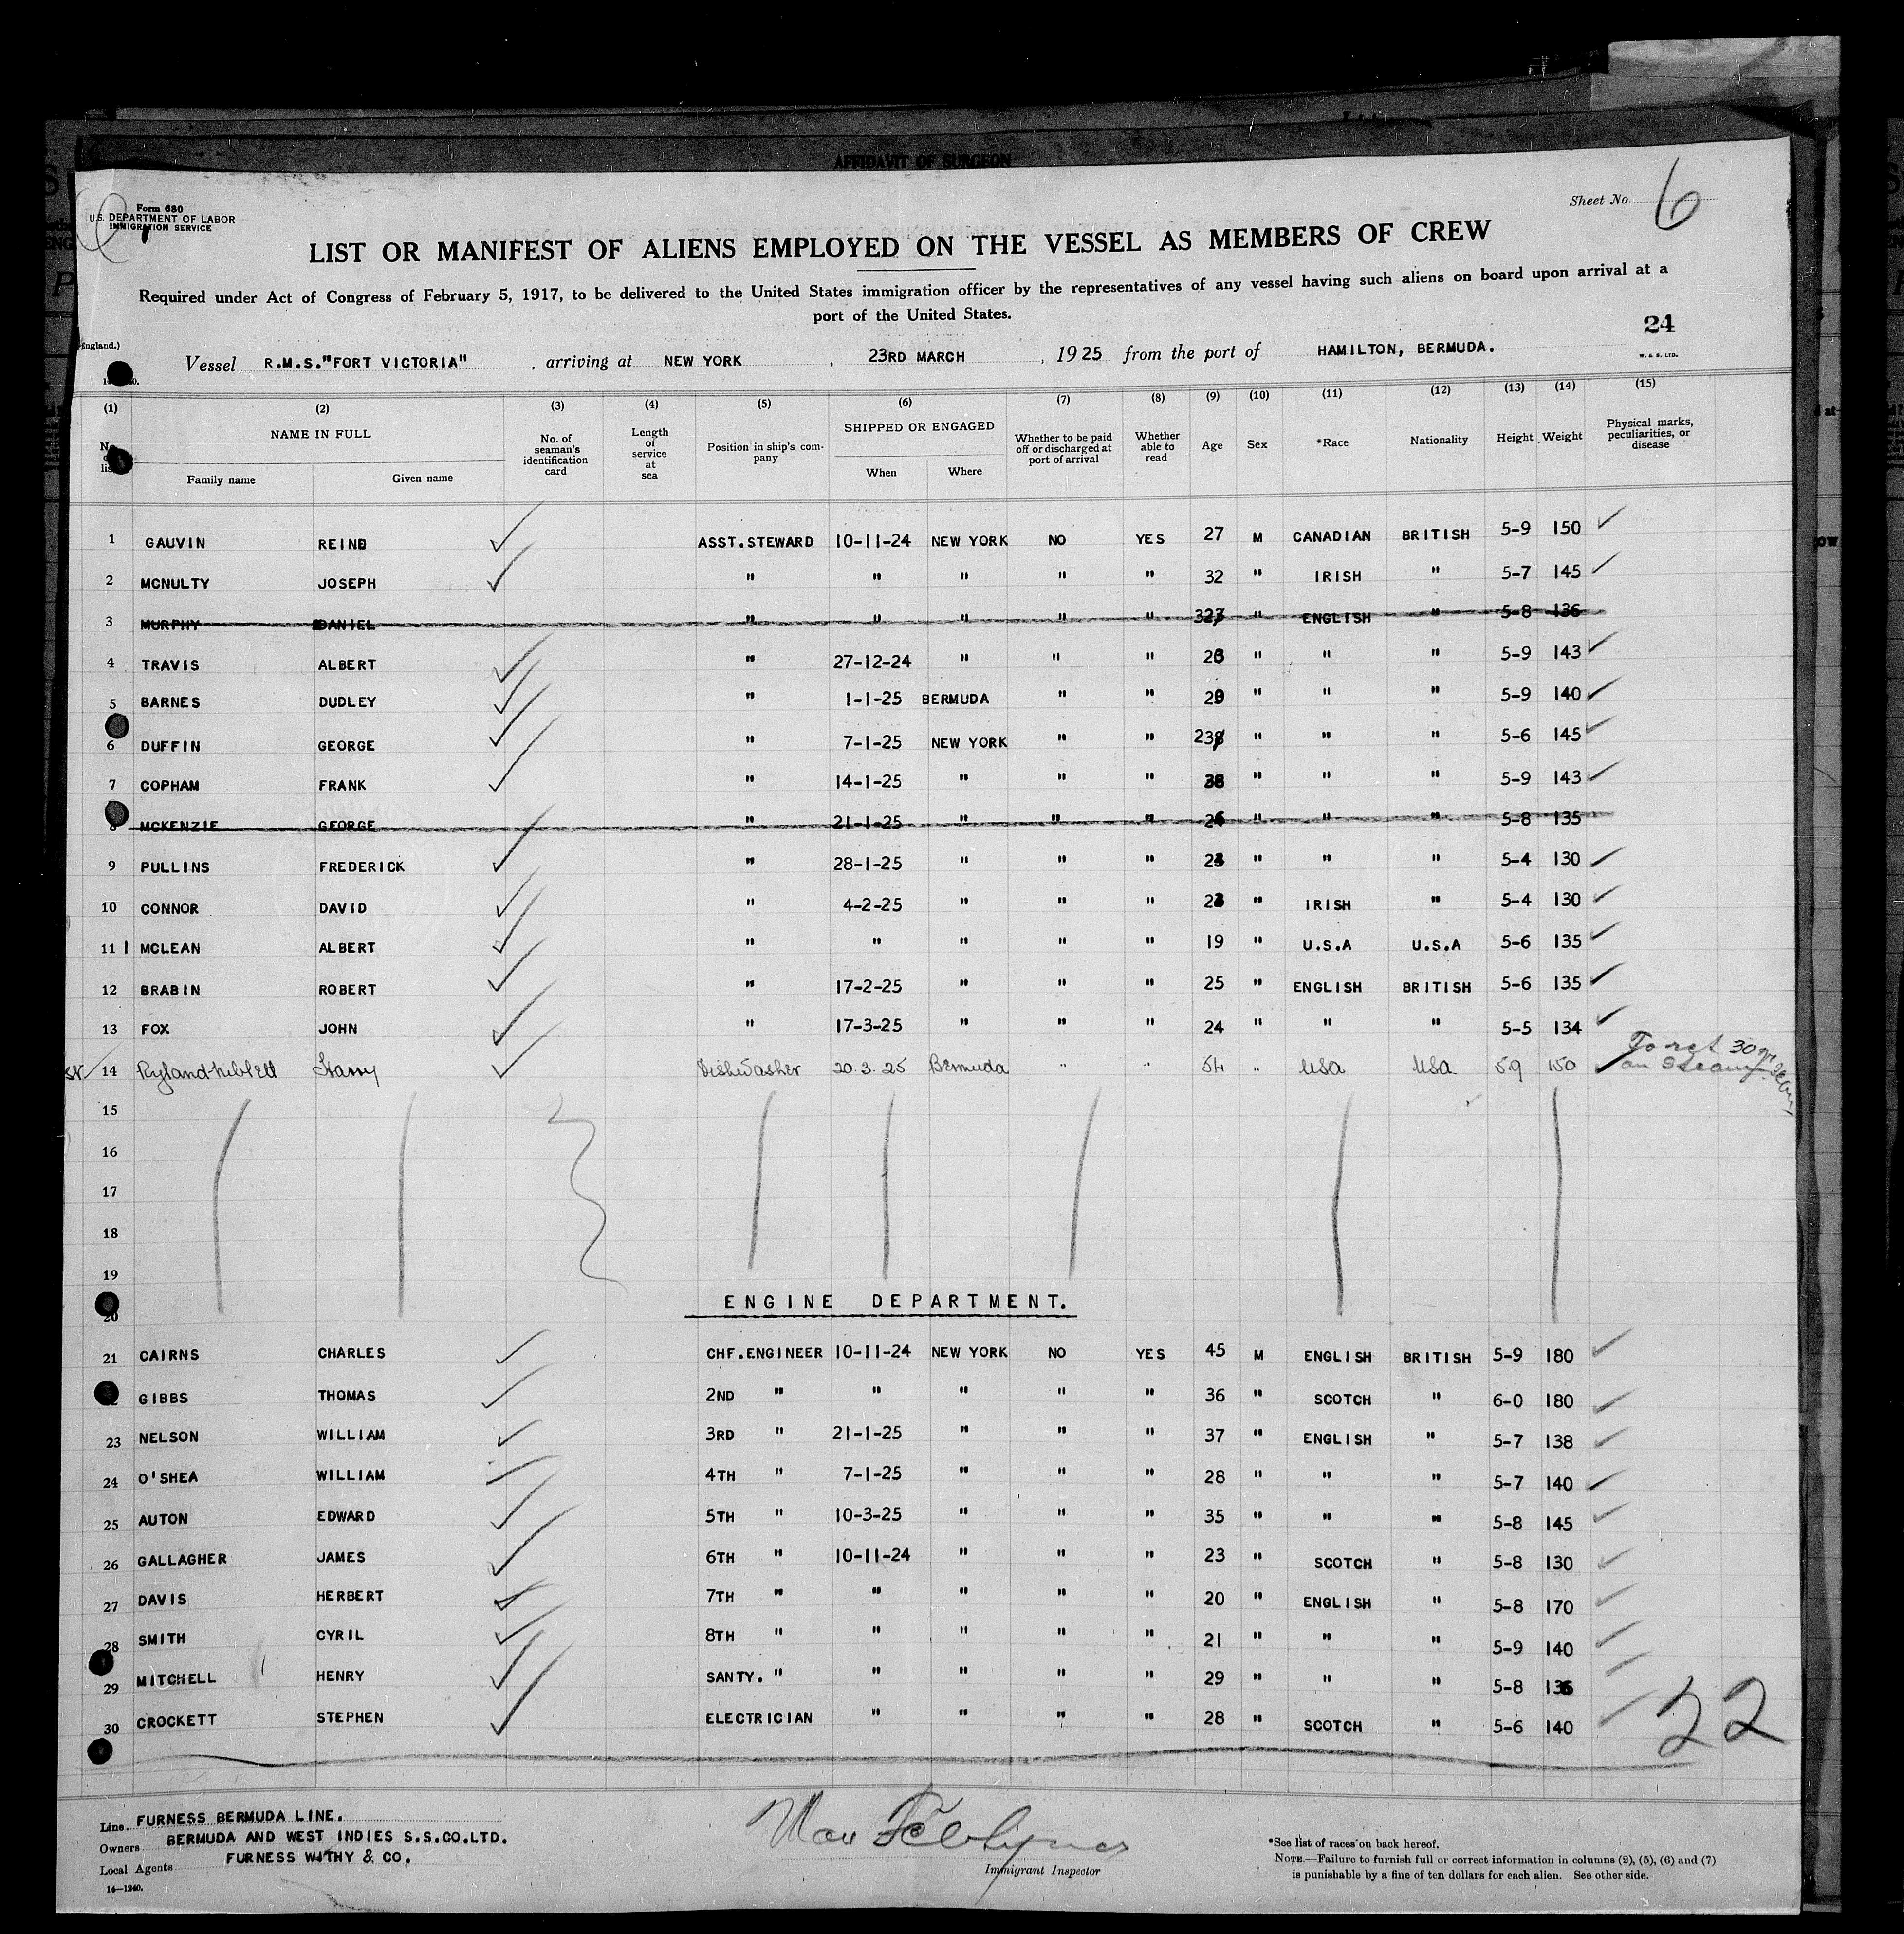 AFFIDAVIT OF SURGEON
Form 680
U.S. DEPARTMENT OF LABOR
IMMIGRATION SERVICE
Sheet No. 6
LIST OR MANIFEST OF ALIENS EMPLOYED ON THE VESSEL AS MEMBERS OF CREW
Required under Act of Congress of February 5, 1917, to be delivered to the United States immigration officer by the representatives of any vessel having such aliens on board upon arrival at a
port of the United States.
24
Vessel R.M.S."FORT VICTORIA" , arriving at NEW YORK , 23RD MARCH , 1925 from the port of HAMILTON, BERMUDA.
W. & S. LTD.
(1) (2) (3) (4) (5) (6) (7) (8) (9) (10) (11) (12) (13) (14) (15)
NAME IN FULL No. of seaman's identification card Length of service at sea Position in ship's company SHIPPED OR ENGAGED Whether to be paid off or discharged at port of arrival Whether able to read Age Sex *Race Nationality Height Weight Physical marks, peculiarities, or disease
Family name Given name When Where
1 GAUVIN REINE ASST.STEWARD 10-11-24 NEW YORK NO YES 27 M CANADIAN BRITISH 5-9 150
2 MCNULTY JOSEPH " " " " " 32 " IRISH " 5-7 145
3 MURPHY DANIEL " " " " " " ENGLISH " 5-8 136
4 TRAVIS ALBERT " 27-12-24 " " " " " " 5-9 143
5 BARNES DUDLEY " 1-1-25 BERMUDA " " " " " 5-9 140
6 DUFFIN GEORGE " 7-1-25 NEW YORK " " 23 " " " 5-6 145
7 COPHAM FRANK " 14-1-25 " " " " " " 5-9 143
8 MCKENZIE GEORGE " 21-1-25 " " " " " " 5-8 135
9 PULLINS FREDERICK " 28-1-25 " " " " " " 5-4 130
10 CONNOR DAVID " 4-2-25 " " " " IRISH " 5-4 130
11 MCLEAN ALBERT " " " " " 19 " U.S.A U.S.A 5-6 135
12 BRABIN ROBERT " 17-2-25 " " " 25 " ENGLISH BRITISH 5-6 135
13 FOX JOHN " 17-3-25 " " " 24 " " " 5-5 134
14 Ryland-Niblett Harry Dishwasher 20.3.25 Bermuda " " 54 " USA USA 5 9 150 To ret 30
15
16
17
18
19
ENGINE DEPARTMENT.
20
21 CAIRNS CHARLES CHF.ENGINEER 10-11-24 NEW YORK NO YES 45 M ENGLISH BRITISH 5-9 180
GIBBS THOMAS 2ND " " " " " 36 " SCOTCH " 6-0 180
23 NELSON WILLIAM 3RD " 21-1-25 " " " 37 " ENGLISH " 5-7 138
24 O'SHEA WILLIAM 4TH " 7-1-25 " " " 28 " " " 5-7 140
25 AUTON EDWARD 5TH " 10-3-25 " " " 35 " " " 5-8 145
26 GALLAGHER JAMES 6TH " 10-11-24 " " " 23 " SCOTCH " 5-8 130
27 DAVIS HERBERT 7TH " " " " " 20 " ENGLISH " 5-8 170
28 SMITH CYRIL 8TH " " " " " 21 " " " 5-9 140
29 MITCHELL HENRY SANTY. " " " " " 29 " " " 5-8 136
30 CROCKETT STEPHEN ELECTRICIAN " " " " 28 " SCOTCH " 5-6 140
22
Line FURNESS BERMUDA LINE.
Owners BERMUDA AND WEST INDIES S.S.CO.LTD.
Local Agents FURNESS WITHY & CO.
14-1240.
Immigrant Inspector
*See list of races on back hereof.
NOTE.—Failure to furnish full or correct information in columns (2), (5), (6) and (7)
is punishable by a fine of ten dollars for each alien. See other side.